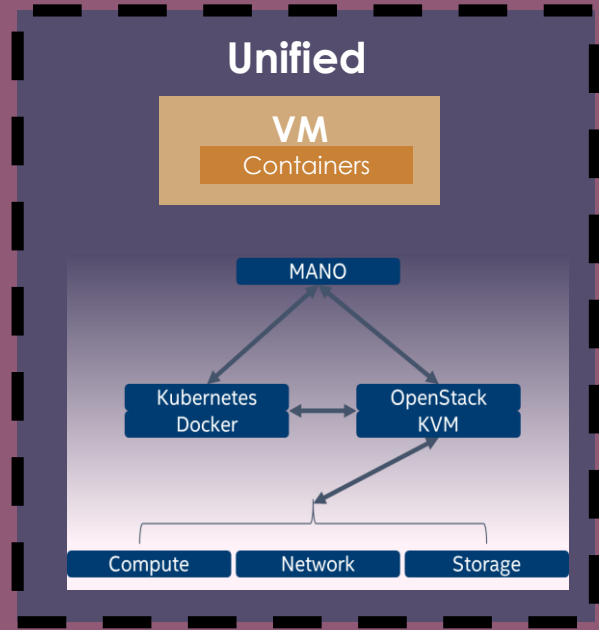 Unified
VM
Containers
MANO
Kubernetes
Docker
OpenStack
KVM
Compute
Network
Storage